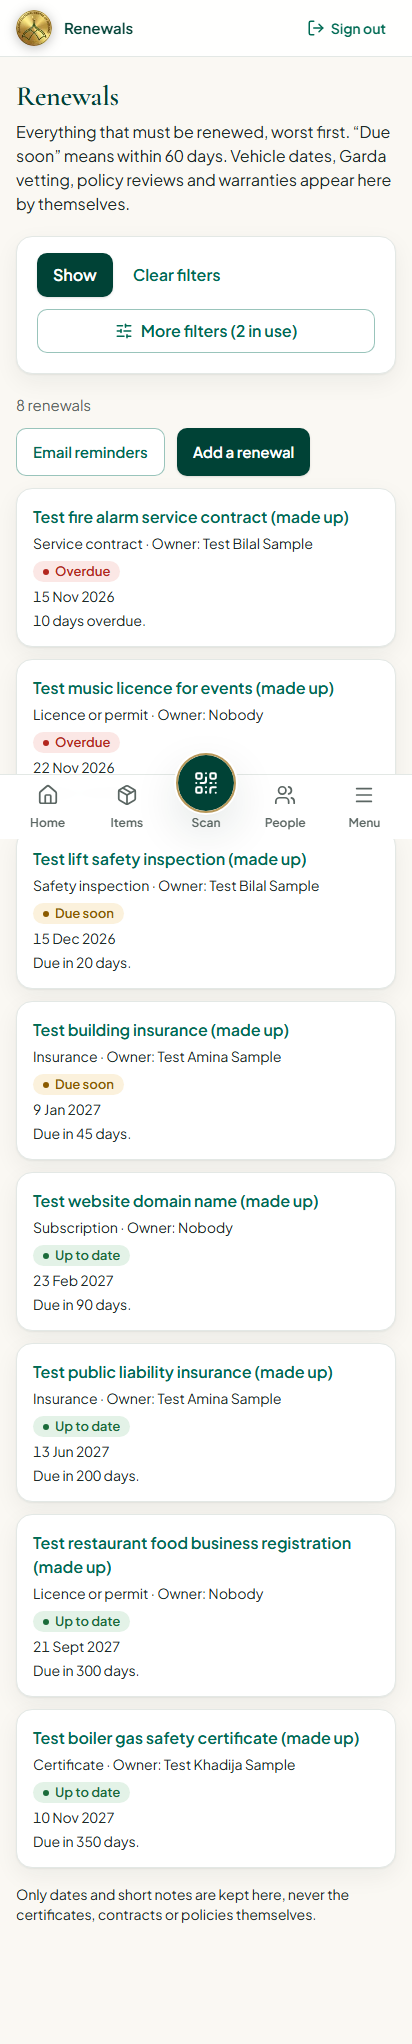 Renewals
Sign out
Renewals
Everything that must be renewed, worst first. “Due
soon” means within 60 days. Vehicle dates, Garda
vetting, policy reviews and warranties appear here
by themselves.
Show
Clear filters
More filters (2 in use)
8 renewals
Email reminders
Add a renewal
Test fire alarm service contract (made up)
Service contract · Owner: Test Bilal Sample
Overdue
15 Nov 2026
10 days overdue.
Test music licence for events (made up)
Licence or permit · Owner: Nobody
Overdue
22 Nov 2026
Home
Items
Scan
People
Menu
Test lift safety inspection (made up)
Safety inspection · Owner: Test Bilal Sample
Due soon
15 Dec 2026
Due in 20 days.
Test building insurance (made up)
Insurance · Owner: Test Amina Sample
Due soon
9 Jan 2027
Due in 45 days.
Test website domain name (made up)
Subscription · Owner: Nobody
Up to date
23 Feb 2027
Due in 90 days.
Test public liability insurance (made up)
Insurance · Owner: Test Amina Sample
Up to date
13 Jun 2027
Due in 200 days.
Test restaurant food business registration
(made up)
Licence or permit · Owner: Nobody
Up to date
21 Sept 2027
Due in 300 days.
Test boiler gas safety certificate (made up)
Certificate · Owner: Test Khadija Sample
Up to date
10 Nov 2027
Due in 350 days.
Only dates and short notes are kept here, never the
certificates, contracts or policies themselves.